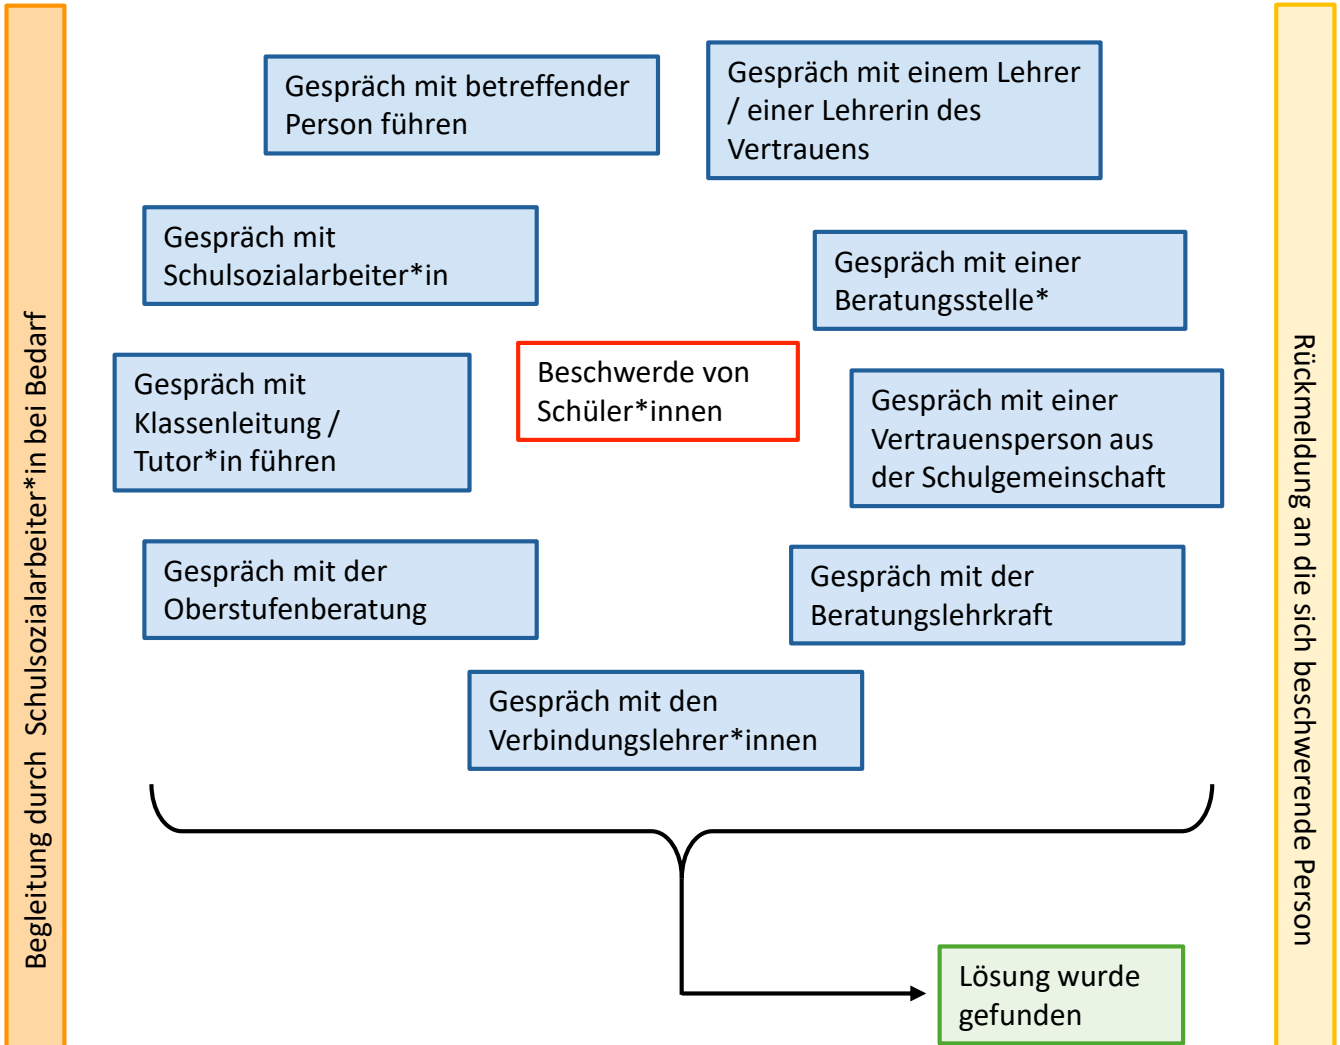 Begleitung durch Schulsozialarbeiter*in bei Bedarf
Gespräch mit betreffender
Person führen
Gespräch mit einem Lehrer
/ einer Lehrerin des
Vertrauens
Gespräch mit
Schulsozialarbeiter*in
Gespräch mit einer
Beratungsstelle*
Beschwerde von
Schüler*innen
Gespräch mit
Klassenleitung /
Tutor*in führen
Gespräch mit einer
Vertrauensperson aus
der Schulgemeinschaft
Gespräch mit der
Oberstufenberatung
Gespräch mit der
Beratungslehrkraft
Gespräch mit den
Verbindungslehrer*innen
Lösung wurde
gefunden
Rückmeldung an die sich beschwerende Person